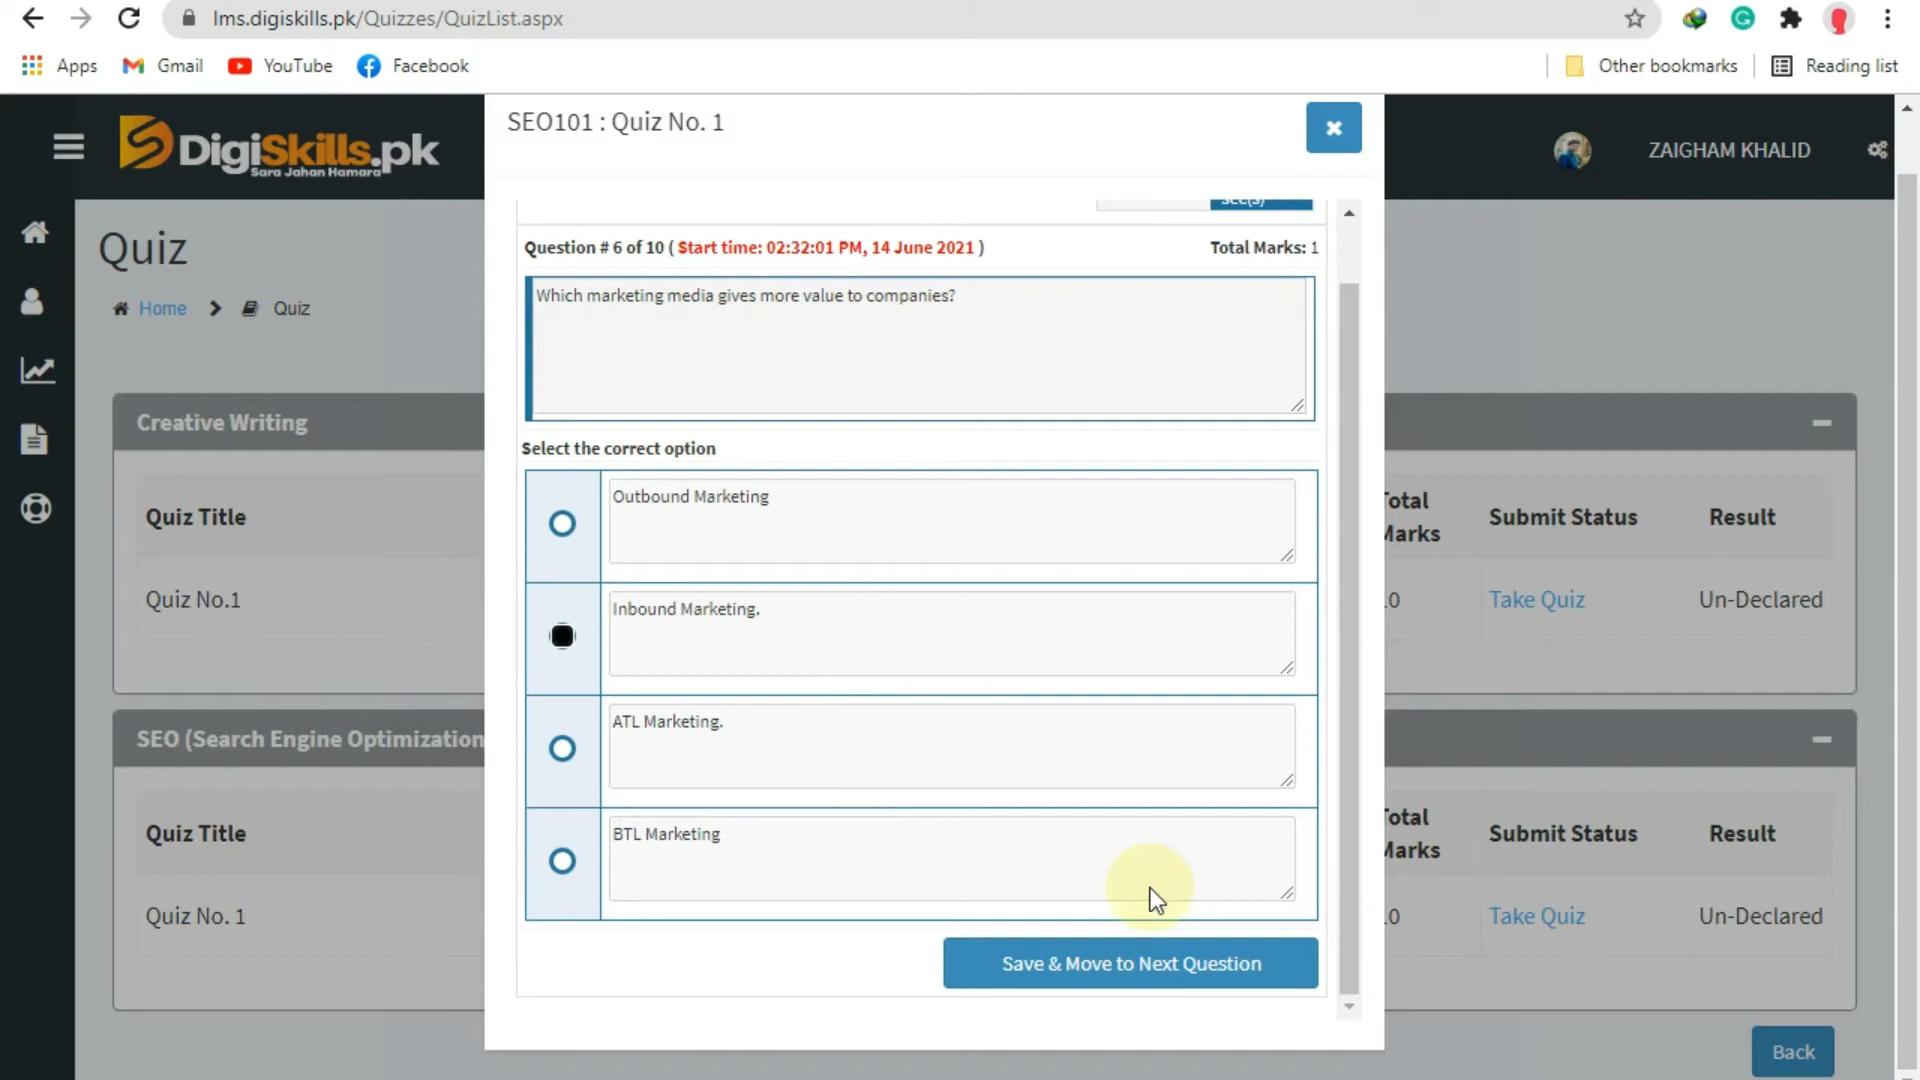 lms.digiskills.pk/Quizzes/QuizList.aspx
Apps
Gmail
YouTube
Facebook
Other bookmarks
Reading list
DigiSkills.pk
Sara Jahan Hamara
SEO101 : Quiz No. 1
ZAIGHAM KHALID
Quiz
Home
Quiz
Question # 6 of 10 ( Start time: 02:32:01 PM, 14 June 2021 )
Total Marks: 1
Which marketing media gives more value to companies?
Select the correct option
Outbound Marketing
Inbound Marketing.
ATL Marketing.
BTL Marketing
Save & Move to Next Question
Creative Writing
Quiz Title
Marks
Submit Status
Result
Quiz No.1
Take Quiz
Un-Declared
SEO (Search Engine Optimization
Quiz Title
Marks
Submit Status
Result
Quiz No. 1
Take Quiz
Un-Declared
Back